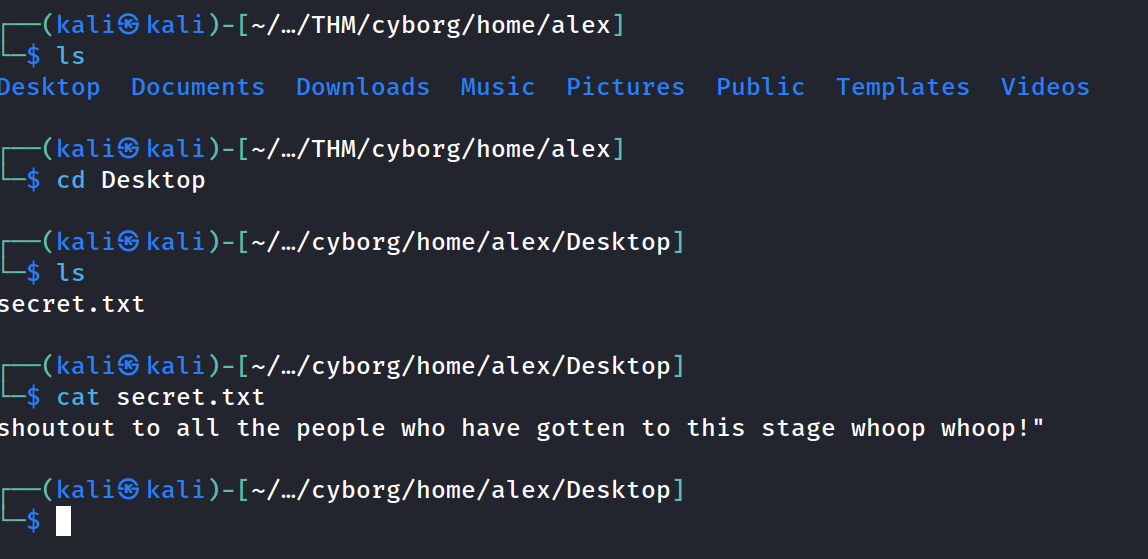 ┌──(kali㉿kali)-[~/…/THM/cyborg/home/alex]
└─$ ls
Desktop  Documents  Downloads  Music  Pictures  Public  Templates  Videos
┌──(kali㉿kali)-[~/…/THM/cyborg/home/alex]
└─$ cd Desktop
┌──(kali㉿kali)-[~/…/cyborg/home/alex/Desktop]
└─$ ls
secret.txt
┌──(kali㉿kali)-[~/…/cyborg/home/alex/Desktop]
└─$ cat secret.txt
shoutout to all the people who have gotten to this stage whoop whoop!"
┌──(kali㉿kali)-[~/…/cyborg/home/alex/Desktop]
└─$